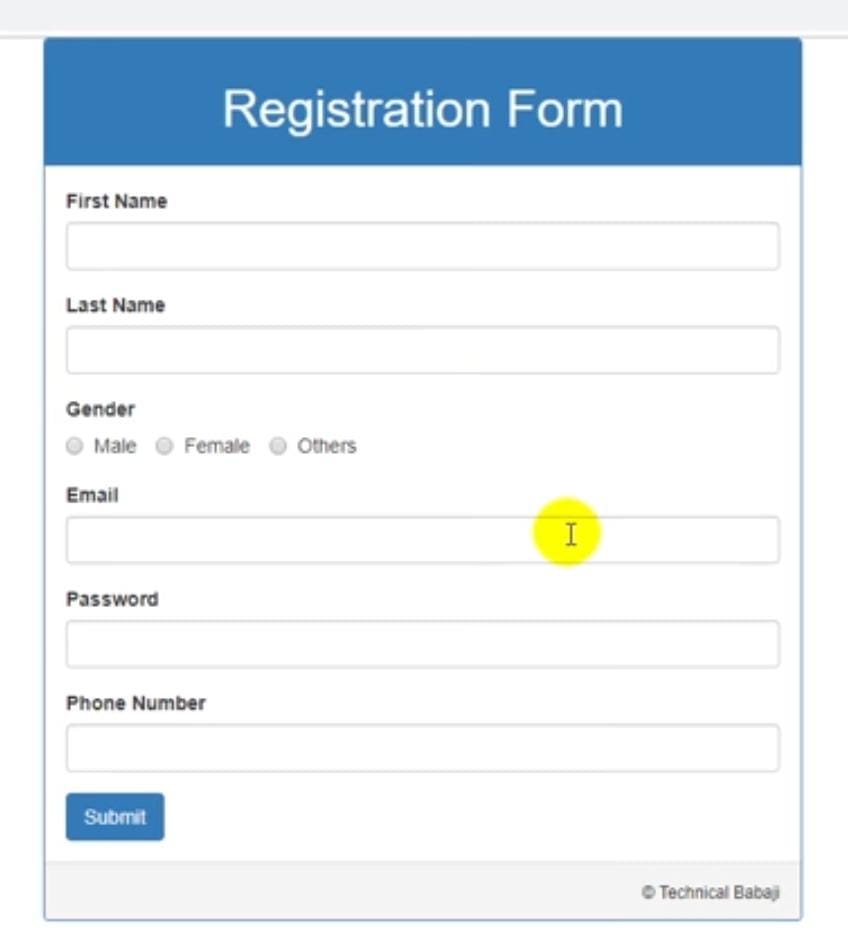 Registration Form
First Name
Last Name
Gender
Male Female Others
Email
Password
Phone Number
Submit
© Technical Babaji